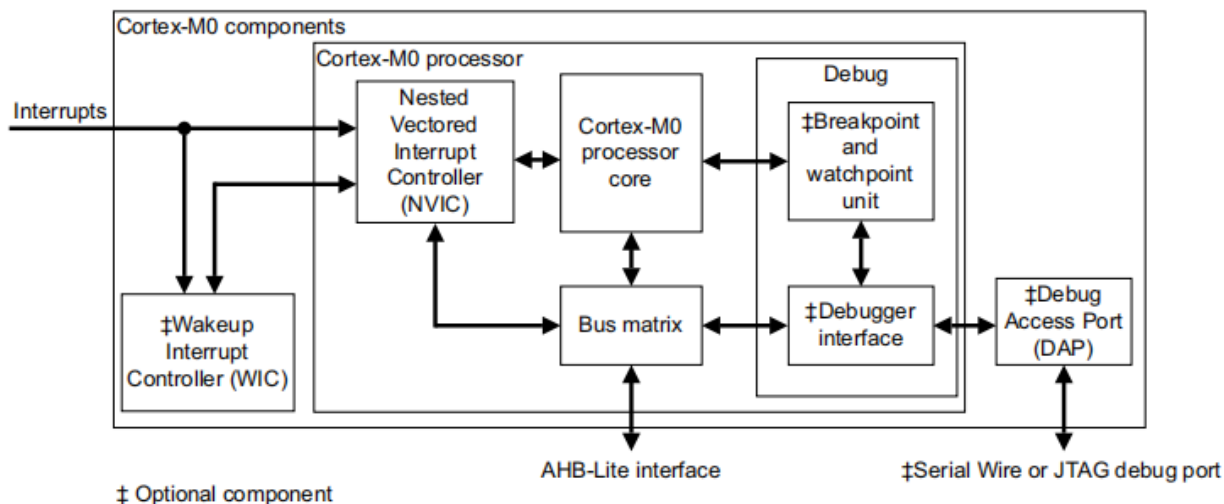 Cortex-M0 components
Cortex-M0 processor
Interrupts
Nested
Vectored
Interrupt
Controller
(NVIC)
Cortex-M0
processor
core
Debug
‡Breakpoint
and
watchpoint
unit
‡Wakeup
Interrupt
Controller (WIC)
Bus matrix
‡Debugger
interface
‡Debug
Access Port
(DAP)
AHB-Lite interface
‡Serial Wire or JTAG debug port
‡ Optional component